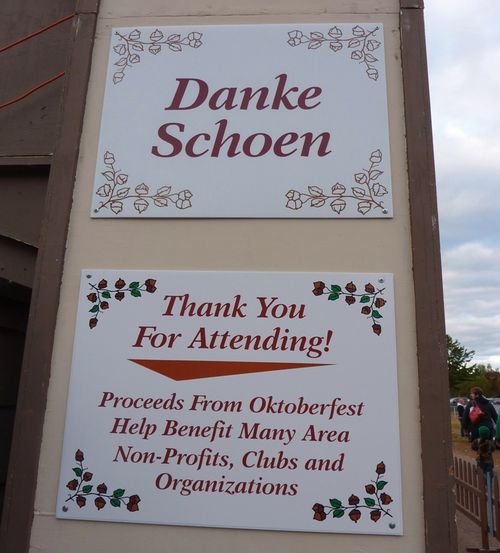 Danke
Schoen
Thank You
For Attending!
Proceeds From Oktoberfest
Help Benefit Many Area
Non-Profits, Clubs and
Organizations